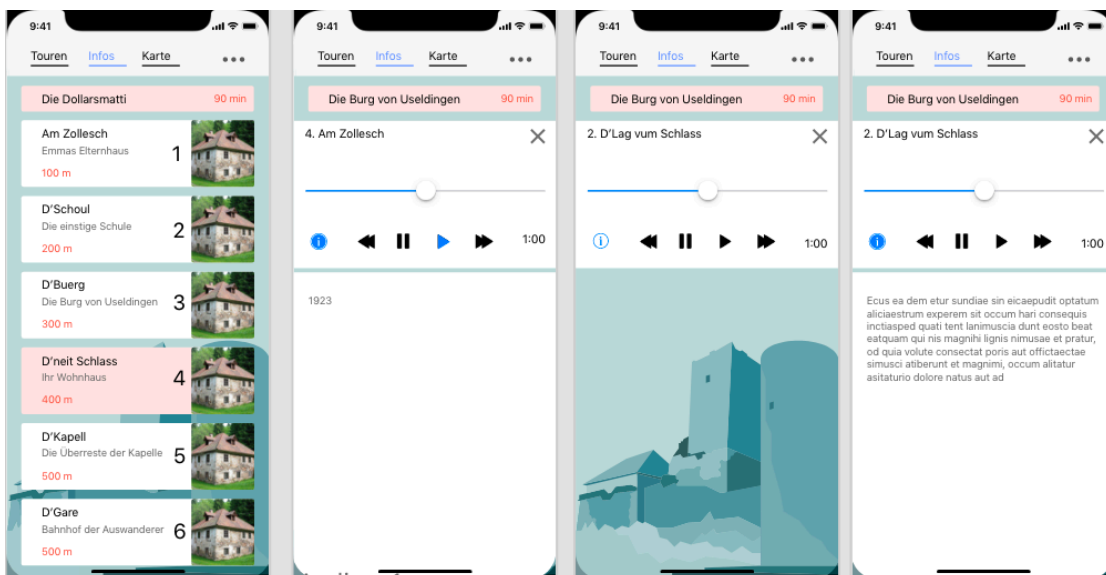 9:41
Touren Infos Karte
Die Dollarsmatti 90 min
Am Zollesch
Emmas Elternhaus
1
100 m
D'Schoul
Die einstige Schule
2
200 m
D'Buerg
Die Burg von Useldingen
3
300 m
D'neit Schlass
Ihr Wohnhaus
4
400 m
D'Kapell
Die Überreste der Kapelle
5
500 m
D'Gare
Bahnhof der Auswanderer
6
500 m
9:41
Touren Infos Karte
Die Burg von Useldingen 90 min
4. Am Zollesch
i
1:00
1923
9:41
Touren Infos Karte
Die Burg von Useldingen 90 min
2. D'Lag vum Schlass
i
1:00
9:41
Touren Infos Karte
Die Burg von Useldingen 90 min
2. D'Lag vum Schlass
i
1:00
Ecus ea dem etur sundiae sin eicaepudit optatum
aliciaestrum experem sit occum hari consequis
inctiasped quati tent lanimuscia dunt eosto beat
eatquam qui nis magnihi lignis nimusae et pratur,
od quia volute consectat poris aut offictaectae
simusci atiberunt et magnimi, occum alitatur
asitaturio dolore natus aut ad